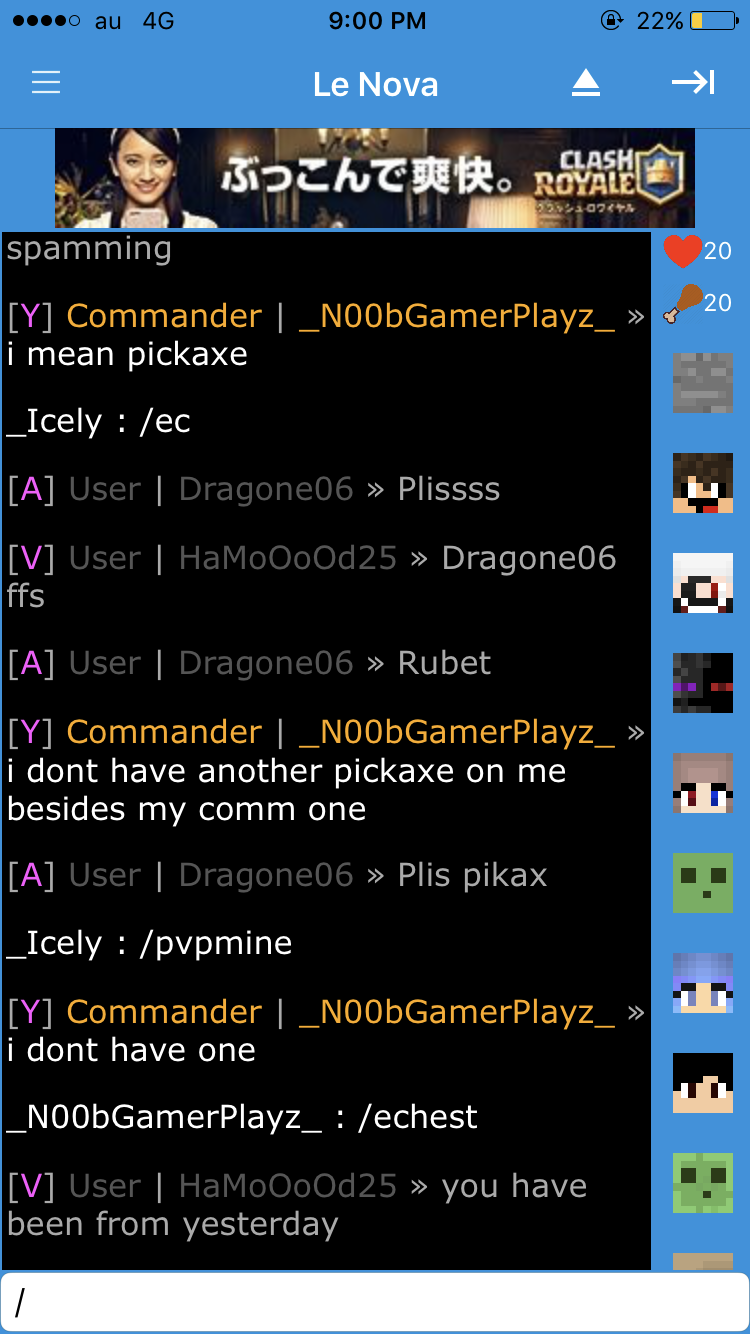 au 4G 9:00 PM 22%
Le Nova
ぶっこんで爽快。
CLASH
ROYALE
クラッシュ・ロワイヤル
20
20
spamming
[Y] Commander | _N00bGamerPlayz_ »
i mean pickaxe
_Icely : /ec
[A] User | Dragone06 » Plissss
[V] User | HaMoOoOd25 » Dragone06
ffs
[A] User | Dragone06 » Rubet
[Y] Commander | _N00bGamerPlayz_ »
i dont have another pickaxe on me
besides my comm one
[A] User | Dragone06 » Plis pikax
_Icely : /pvpmine
[Y] Commander | _N00bGamerPlayz_ »
i dont have one
_N00bGamerPlayz_ : /echest
[V] User | HaMoOoOd25 » you have
been from yesterday
/